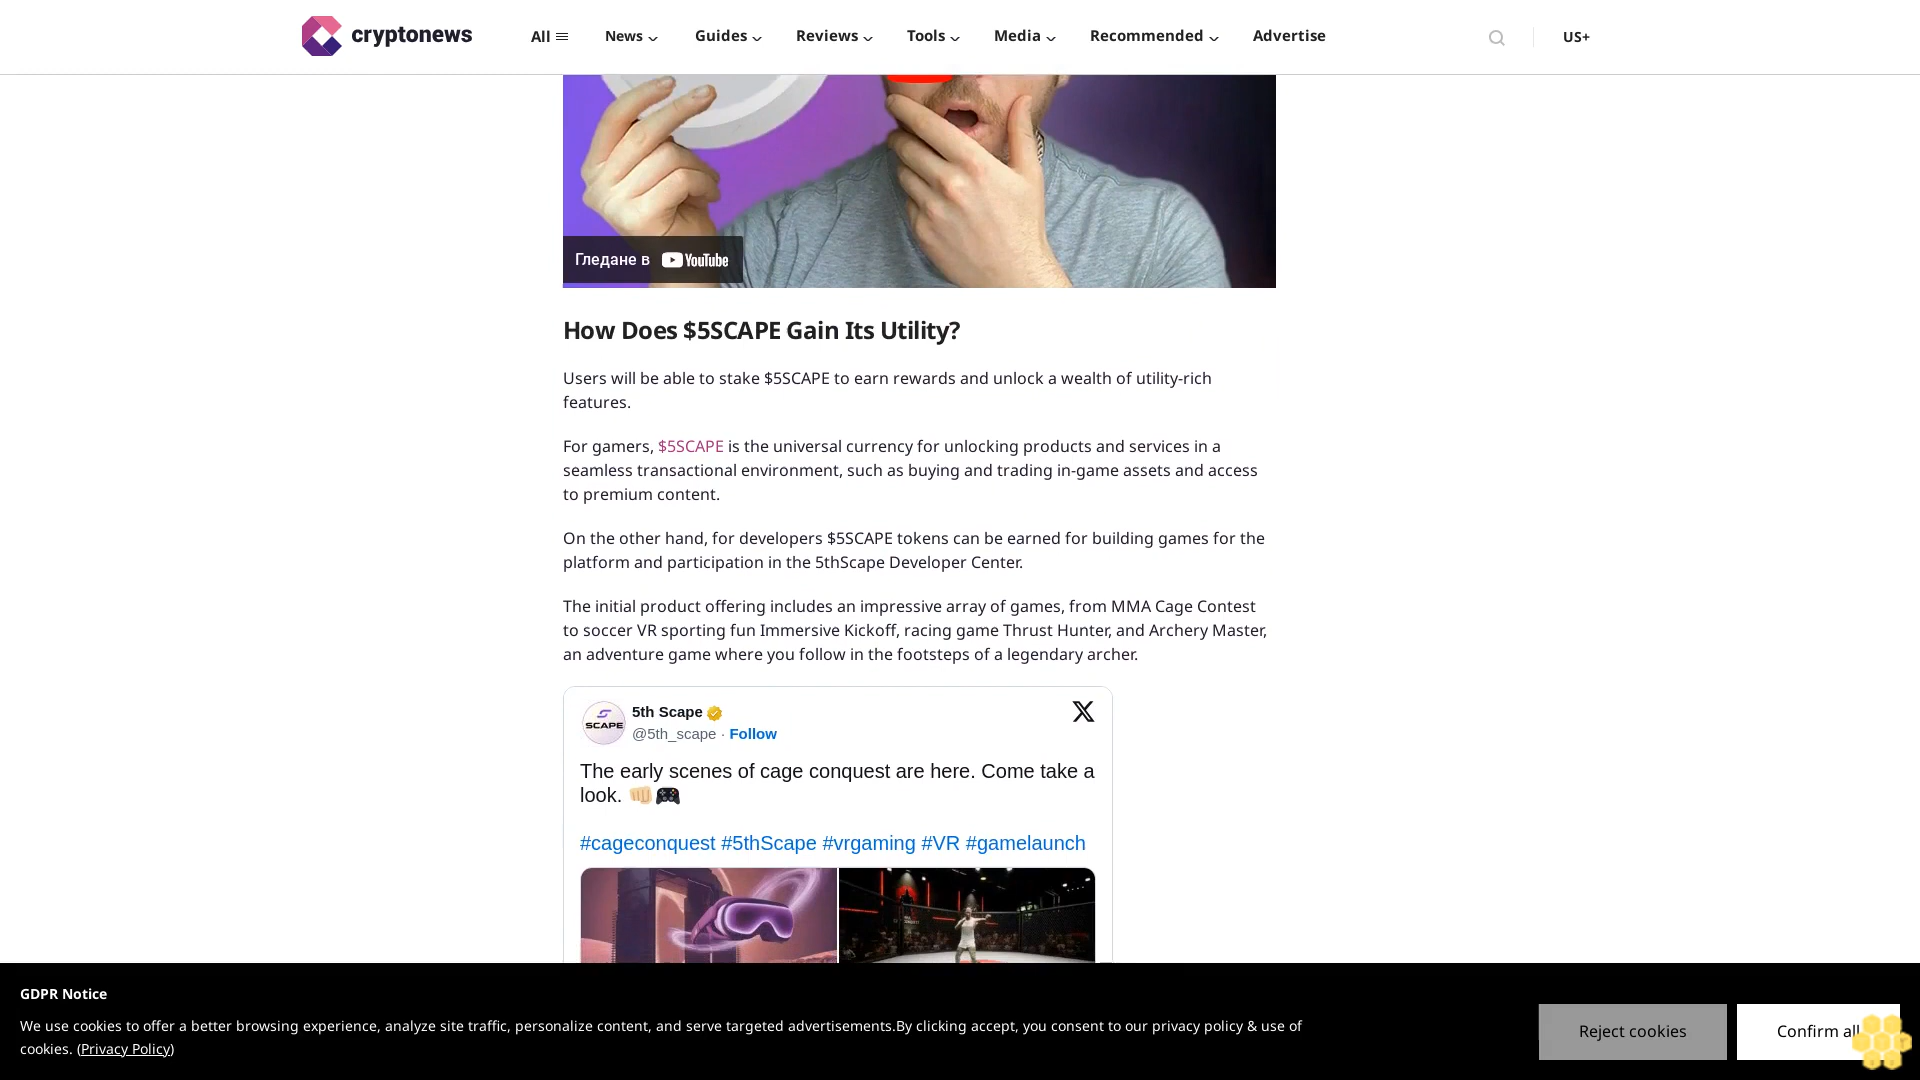 cryptonews
All
News
Guides
Reviews
Tools
Media
Recommended
Advertise
US+
Гледане в YouTube
How Does $5SCAPE Gain Its Utility?
Users will be able to stake $5SCAPE to earn rewards and unlock a wealth of utility-rich
features.
For gamers, $5SCAPE is the universal currency for unlocking products and services in a
seamless transactional environment, such as buying and trading in-game assets and access
to premium content.
On the other hand, for developers $5SCAPE tokens can be earned for building games for the
platform and participation in the 5thScape Developer Center.
The initial product offering includes an impressive array of games, from MMA Cage Contest
to soccer VR sporting fun Immersive Kickoff, racing game Thrust Hunter, and Archery Master,
an adventure game where you follow in the footsteps of a legendary archer.
SCAPE
5th Scape
@5th_scape · Follow
The early scenes of cage conquest are here. Come take a
look. 👊🏼🎮
#cageconquest #5thScape #vrgaming #VR #gamelaunch
GDPR Notice
We use cookies to offer a better browsing experience, analyze site traffic, personalize content, and serve targeted advertisements.By clicking accept, you consent to our privacy policy & use of
cookies. (Privacy Policy)
Reject cookies
Confirm all